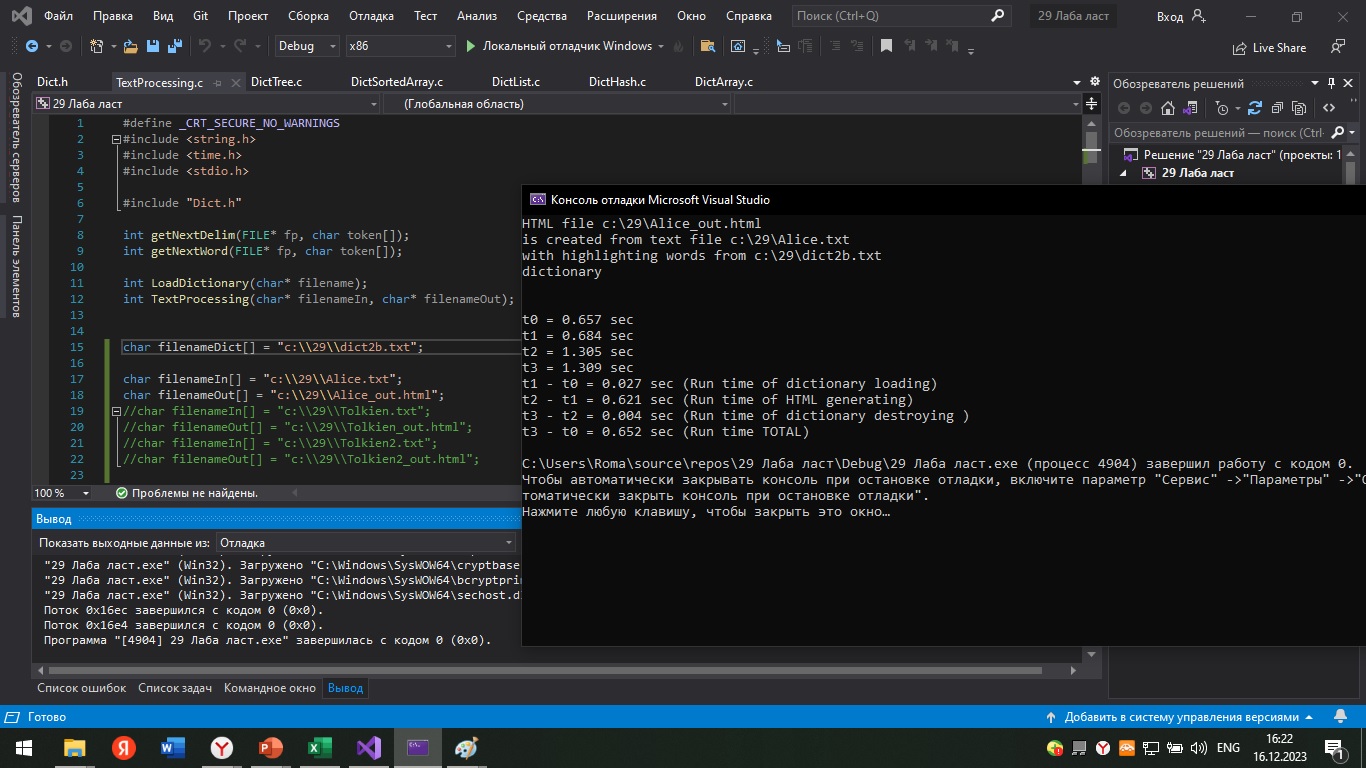 Файл Правка Вид Git Проект Сборка Отладка Тест Анализ Средства Расширения Окно Справка Поиск (Ctrl+Q) 29 Лаба ласт Вход
Debug x86 Локальный отладчик Windows Live Share
Dict.h TextProcessing.c DictTree.c DictSortedArray.c DictList.c DictHash.c DictArray.c
29 Лаба ласт (Глобальная область)
Обозреватель серверов
Панель элементов
1 #define _CRT_SECURE_NO_WARNINGS
2 #include <string.h>
3 #include <time.h>
4 #include <stdio.h>
5
6 #include "Dict.h"
7
8 int getNextDelim(FILE* fp, char token[]);
9 int getNextWord(FILE* fp, char token[]);
10
11 int LoadDictionary(char* filename);
12 int TextProcessing(char* filenameIn, char* filenameOut);
13
14
15 char filenameDict[] = "c:\\29\\dict2b.txt";
16
17 char filenameIn[] = "c:\\29\\Alice.txt";
18 char filenameOut[] = "c:\\29\\Alice_out.html";
19 //char filenameIn[] = "c:\\29\\Tolkien.txt";
20 //char filenameOut[] = "c:\\29\\Tolkien_out.html";
21 //char filenameIn[] = "c:\\29\\Tolkien2.txt";
22 //char filenameOut[] = "c:\\29\\Tolkien2_out.html";
23
100 % Проблемы не найдены.
Обозреватель решений
Обозреватель решений — поиск (Ctrl-
Решение "29 Лаба ласт" (проекты: 1
29 Лаба ласт
Консоль отладки Microsoft Visual Studio
HTML file c:\29\Alice_out.html
is created from text file c:\29\Alice.txt
with highlighting words from c:\29\dict2b.txt
dictionary
t0 = 0.657 sec
t1 = 0.684 sec
t2 = 1.305 sec
t3 = 1.309 sec
t1 - t0 = 0.027 sec (Run time of dictionary loading)
t2 - t1 = 0.621 sec (Run time of HTML generating)
t3 - t2 = 0.004 sec (Run time of dictionary destroying )
t3 - t0 = 0.652 sec (Run time TOTAL)
C:\Users\Roma\source\repos\29 Лаба ласт\Debug\29 Лаба ласт.exe (процесс 4904) завершил работу с кодом 0.
Чтобы автоматически закрывать консоль при остановке отладки, включите параметр "Сервис" ->"Параметры" ->"О
томатически закрыть консоль при остановке отладки".
Нажмите любую клавишу, чтобы закрыть это окно…
Вывод
Показать выходные данные из: Отладка
"29 Лаба ласт.exe" (Win32). Загружено "C:\Windows\SysWOW64\cryptbase
"29 Лаба ласт.exe" (Win32). Загружено "C:\Windows\SysWOW64\bcryptpri
"29 Лаба ласт.exe" (Win32). Загружено "C:\Windows\SysWOW64\sechost.d
Поток 0x16ec завершился с кодом 0 (0x0).
Поток 0x16e4 завершился с кодом 0 (0x0).
Программа "[4904] 29 Лаба ласт.exe" завершилась с кодом 0 (0x0).
Список ошибок Список задач Командное окно Вывод
Готово Добавить в систему управления версиями
ENG
16:22
16.12.2023
1